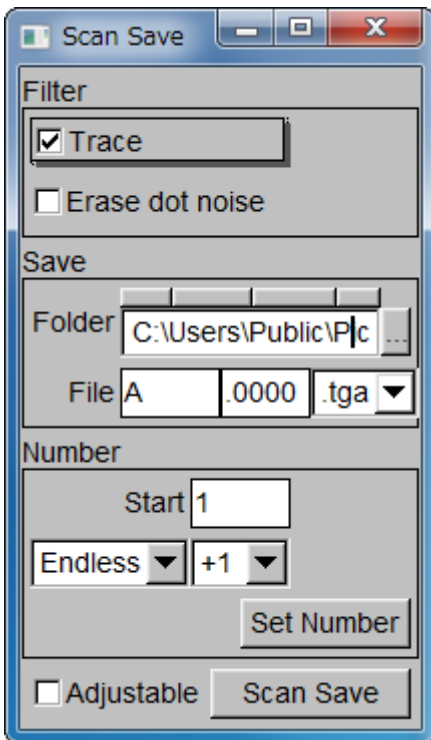 Scan Save
Filter
Trace
Erase dot noise
Save
Folder C:\Users\Public\Pic ...
File A .0000 .tga
Number
Start 1
Endless +1
Set Number
Adjustable Scan Save